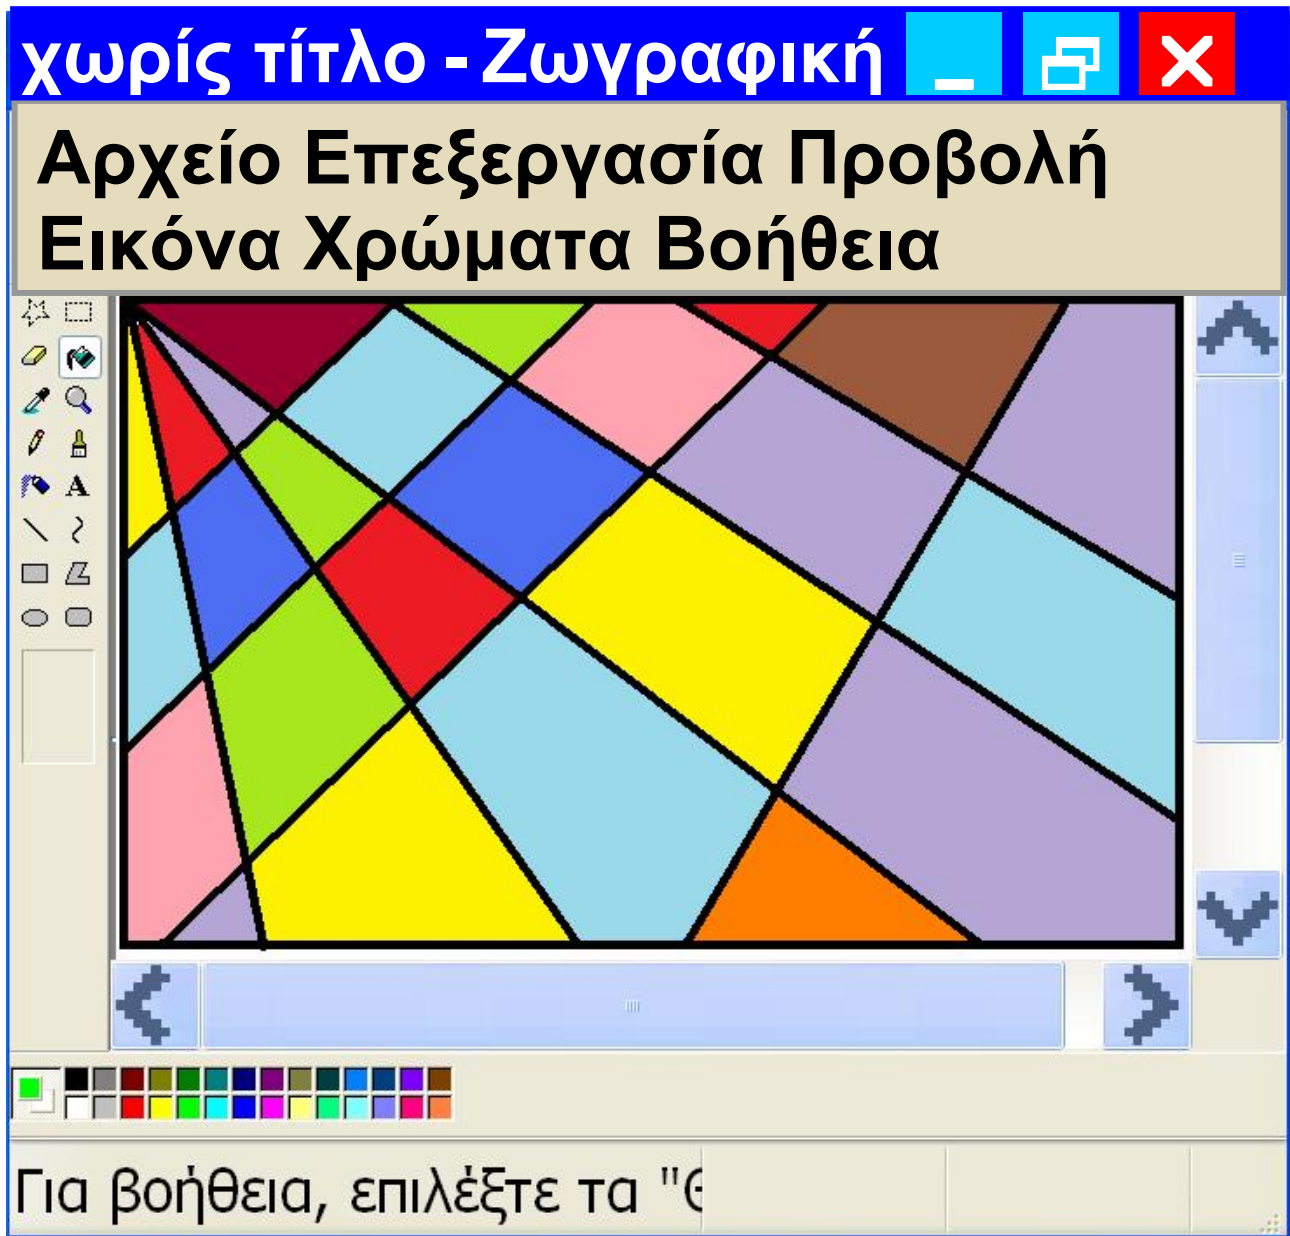 χωρίς τίτλο - Ζωγραφική
Αρχείο Επεξεργασία Προβολή
Εικόνα Χρώματα Βοήθεια
A
Για βοήθεια, επιλέξτε τα "Θ